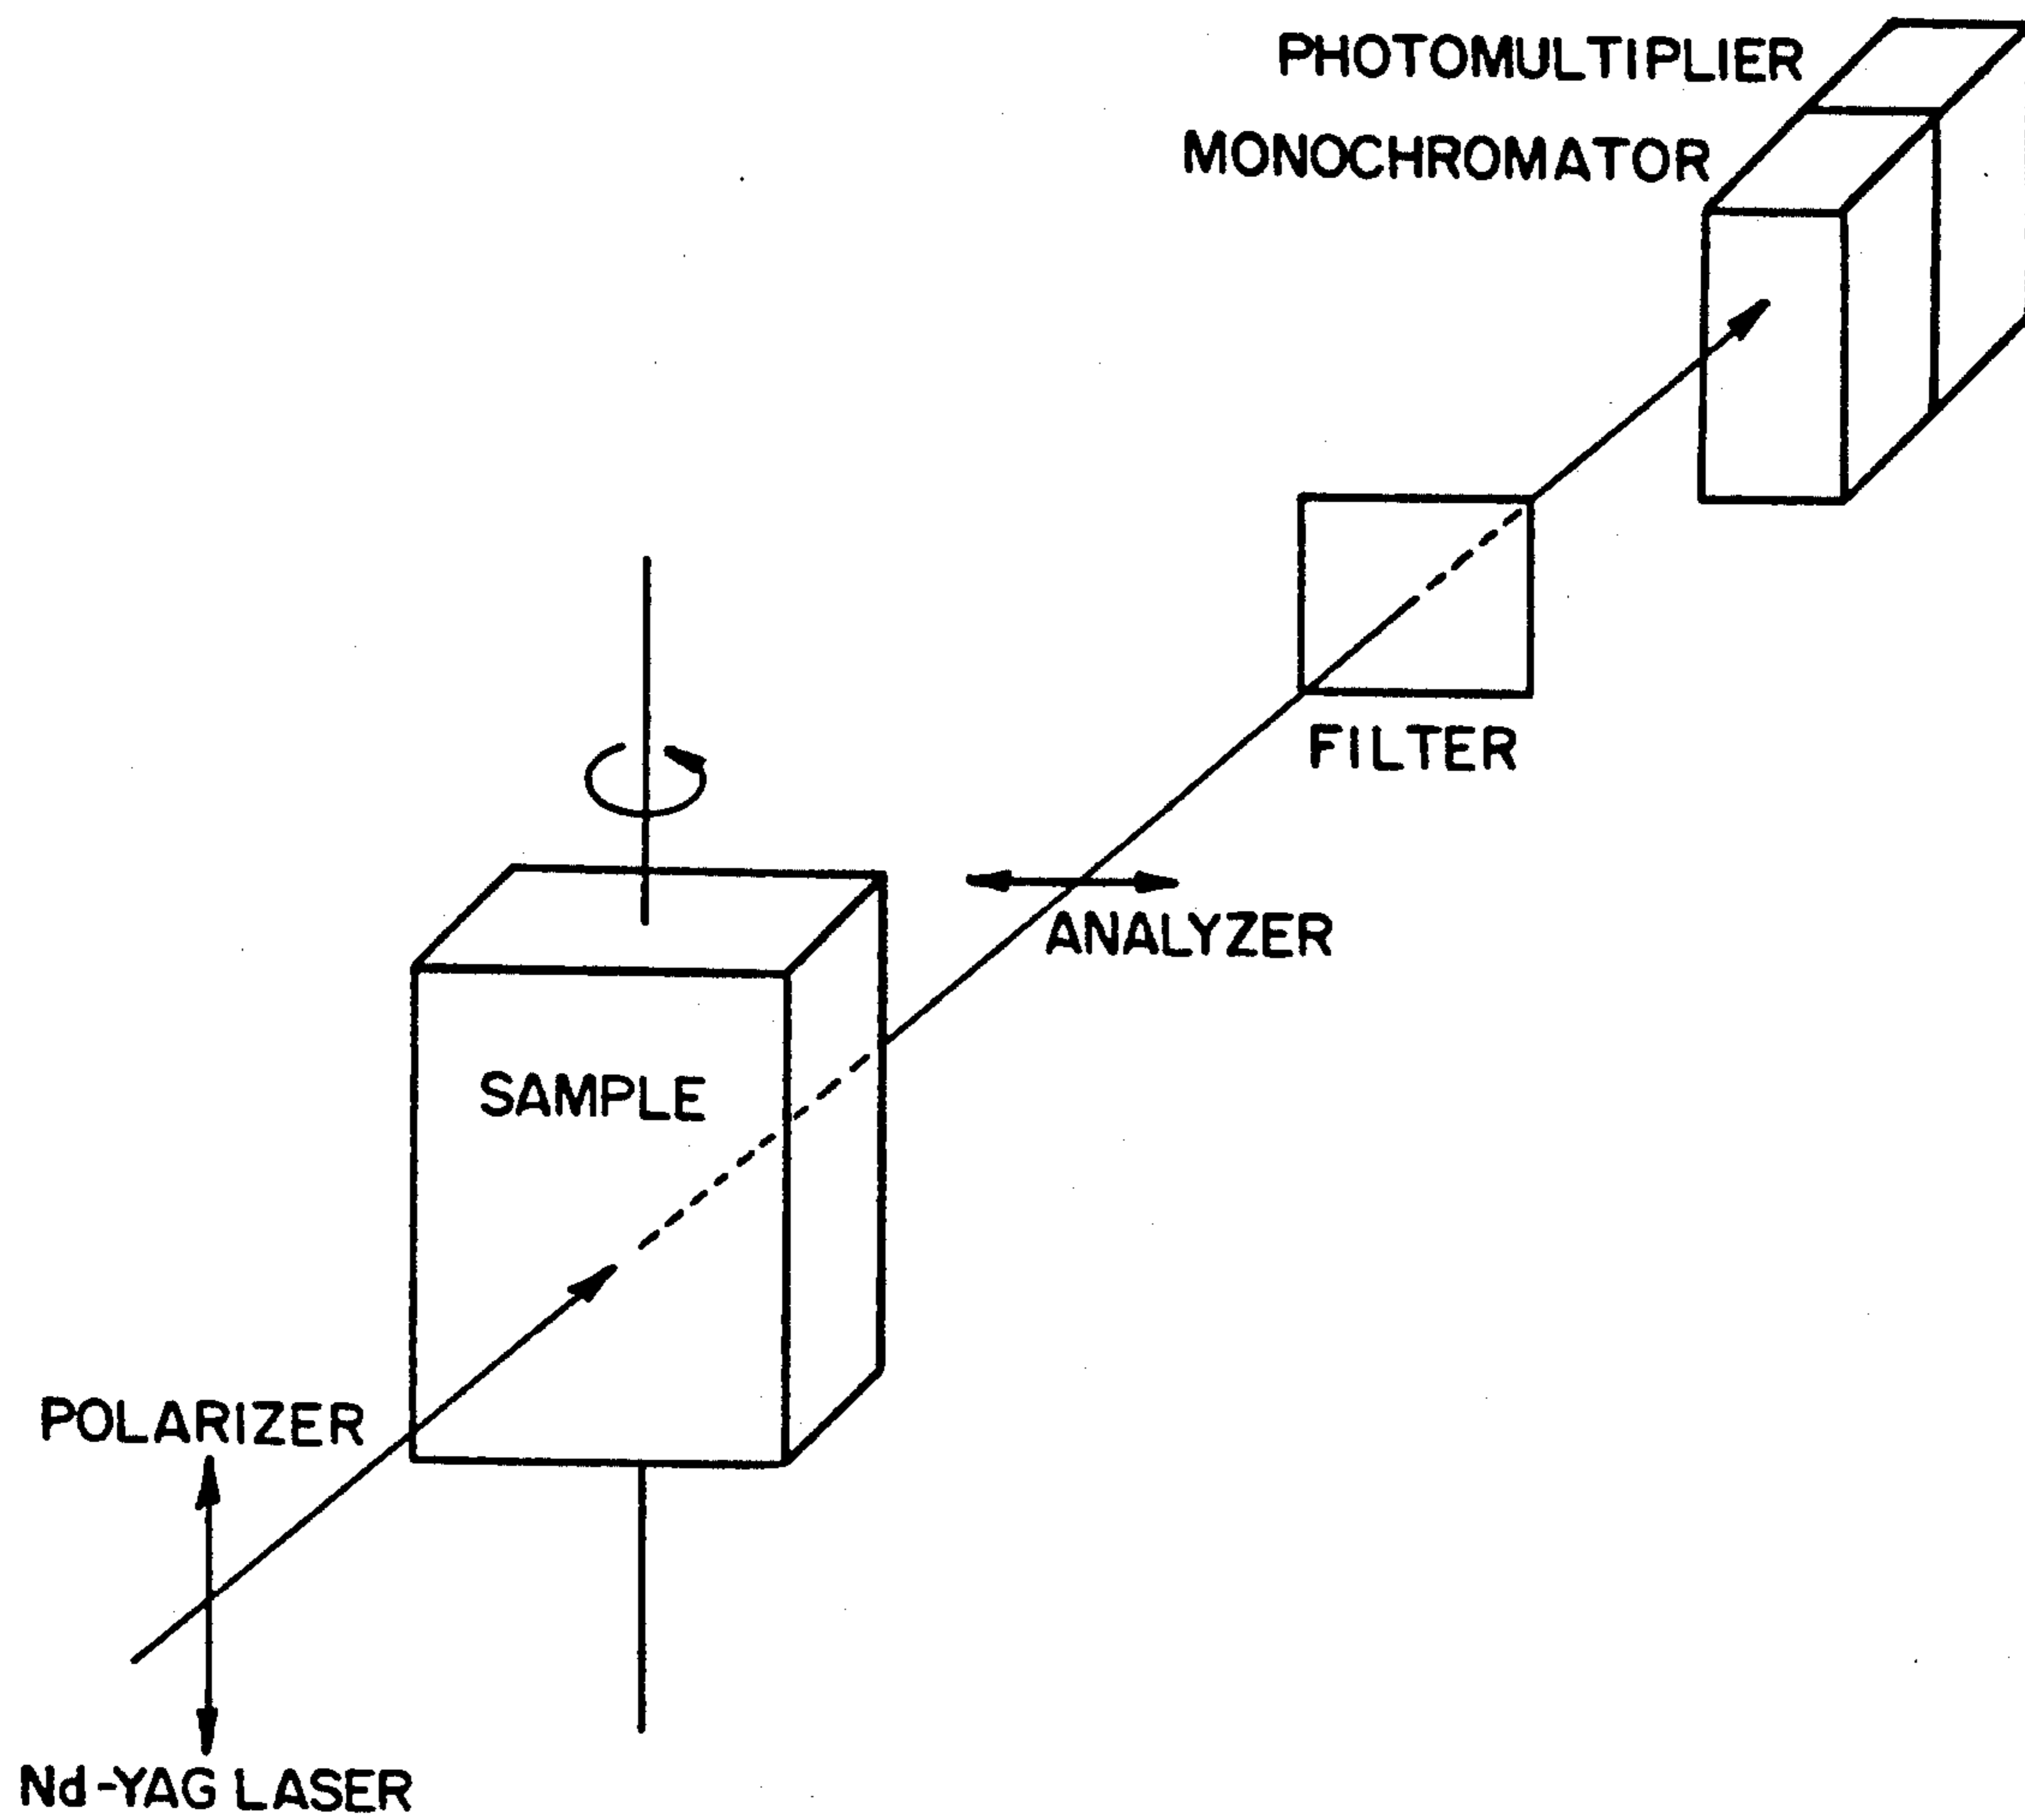 PHOTOMULTIPLIER
MONOCHROMATOR
FILTER
ANALYZER
SAMPLE
POLARIZER
Nd-YAG LASER